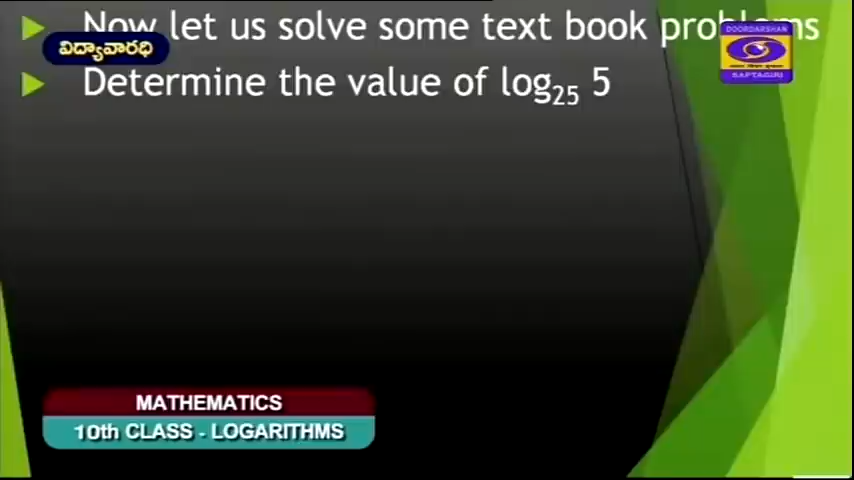 Now let us solve some text book problems
విద్యావారధి
DOORDARSHAN
Determine the value of log₂₅ 5
SAPTAGIRI
MATHEMATICS
10th CLASS - LOGARITHMS